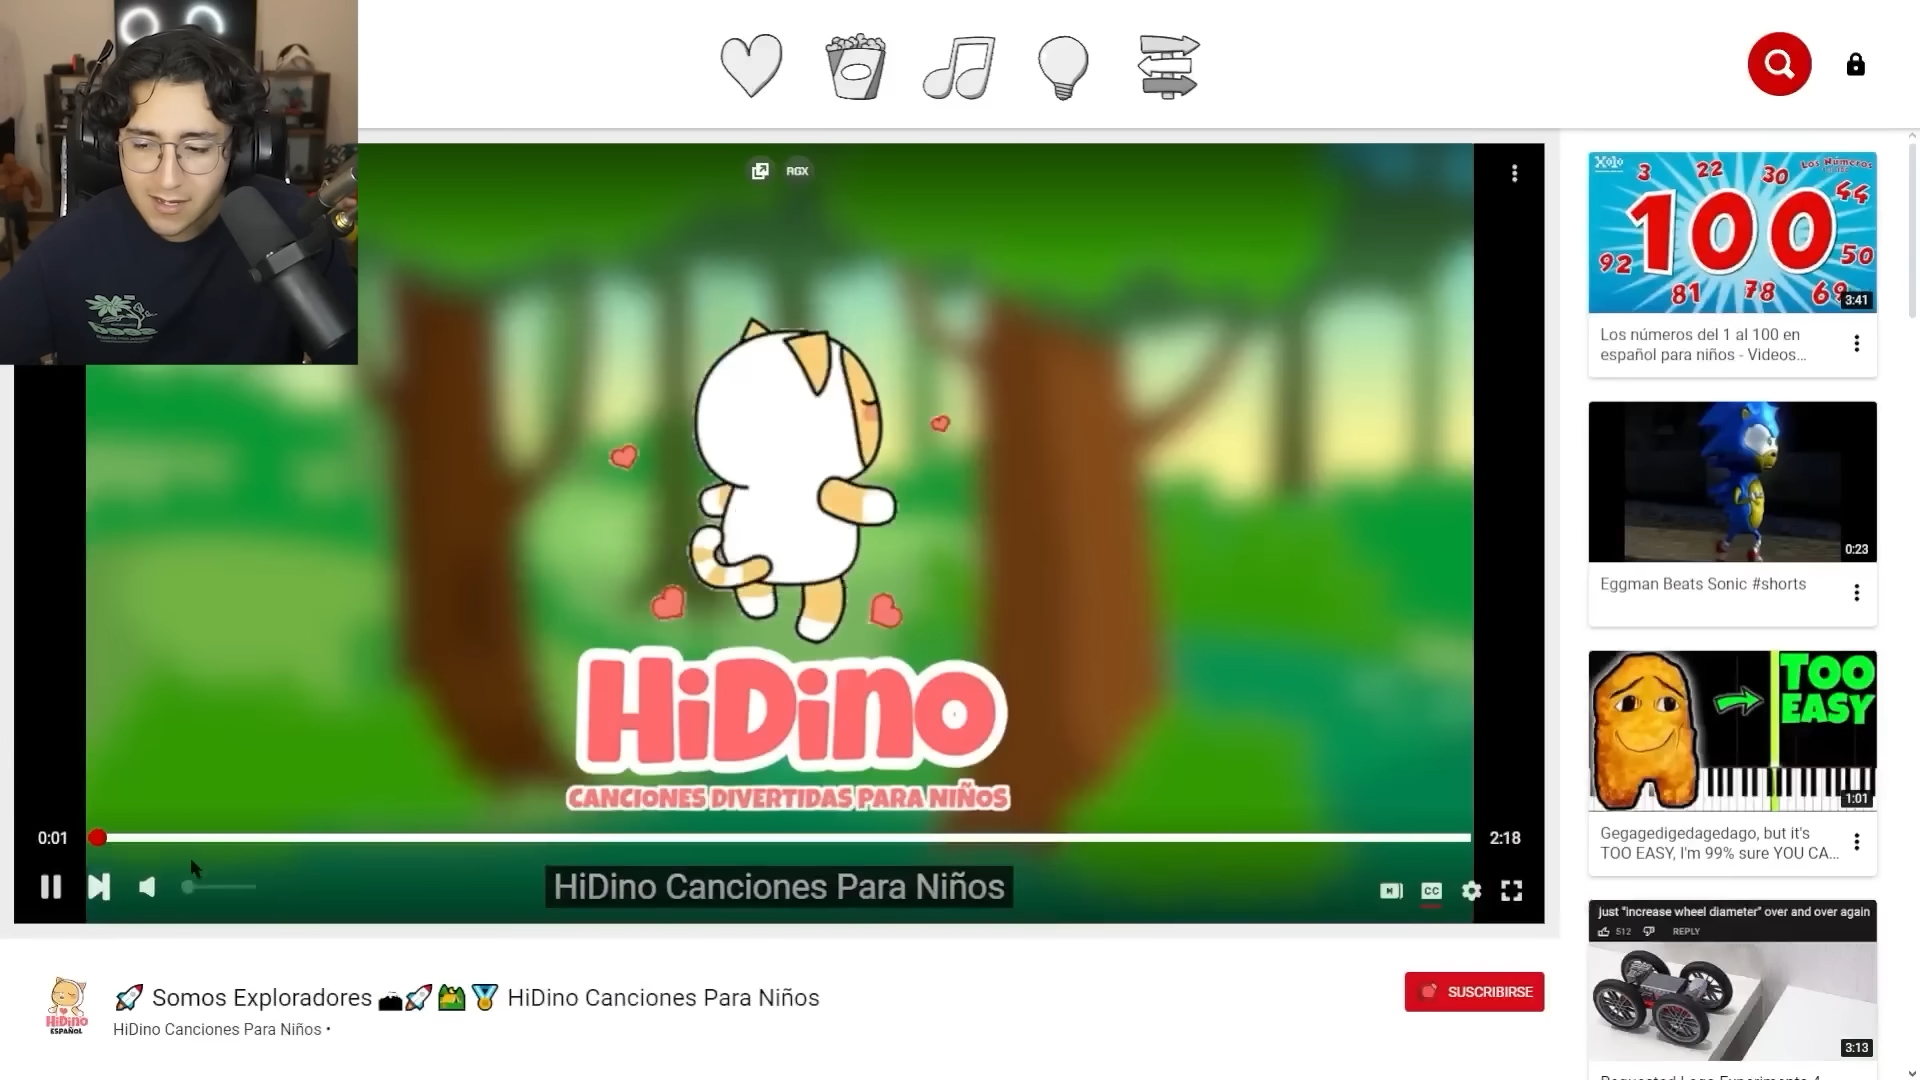 RGX
HiDino
CANCIONES DIVERTIDAS PARA NIÑOS
0:01
2:18
HiDino Canciones Para Niños
CC
Somos Exploradores HiDino Canciones Para Niños
HiDino Canciones Para Niños •
HiDino
ESPAÑOL
SUSCRIBIRSE
Los Números
3 22 30 44
100
92 50
81 78 69
3:41
Los números del 1 al 100 en
español para niños - Videos...
0:23
Eggman Beats Sonic #shorts
TOO
EASY
1:01
Gegagedigedagedago, but it's
TOO EASY, I'm 99% sure YOU CA...
just "increase wheel diameter" over and over again
512 REPLY
3:13